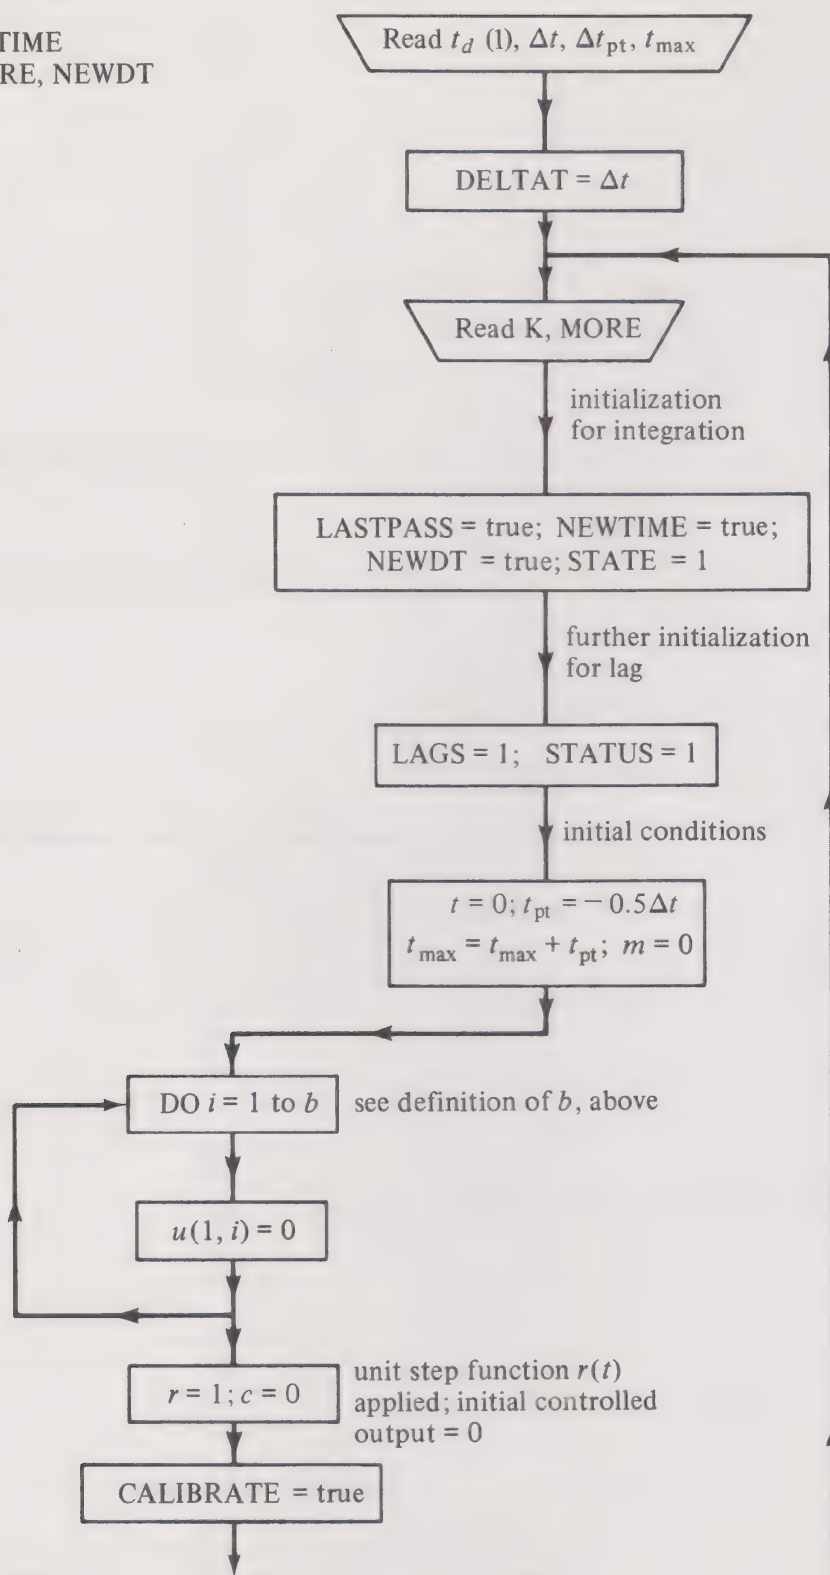 TIME
RE, NEWDT
Read t_d (1), Δt, Δt_pt, t_max
DELTAT = Δt
Read K, MORE
initialization
for integration
LASTPASS = true; NEWTIME = true;
NEWDT = true; STATE = 1
further initialization
for lag
LAGS = 1; STATUS = 1
initial conditions
t = 0; t_pt = − 0.5Δt
t_max = t_max + t_pt; m = 0
DO i = 1 to b
see definition of b, above
u(1, i) = 0
r = 1; c = 0
unit step function r(t)
applied; initial controlled
output = 0
CALIBRATE = true